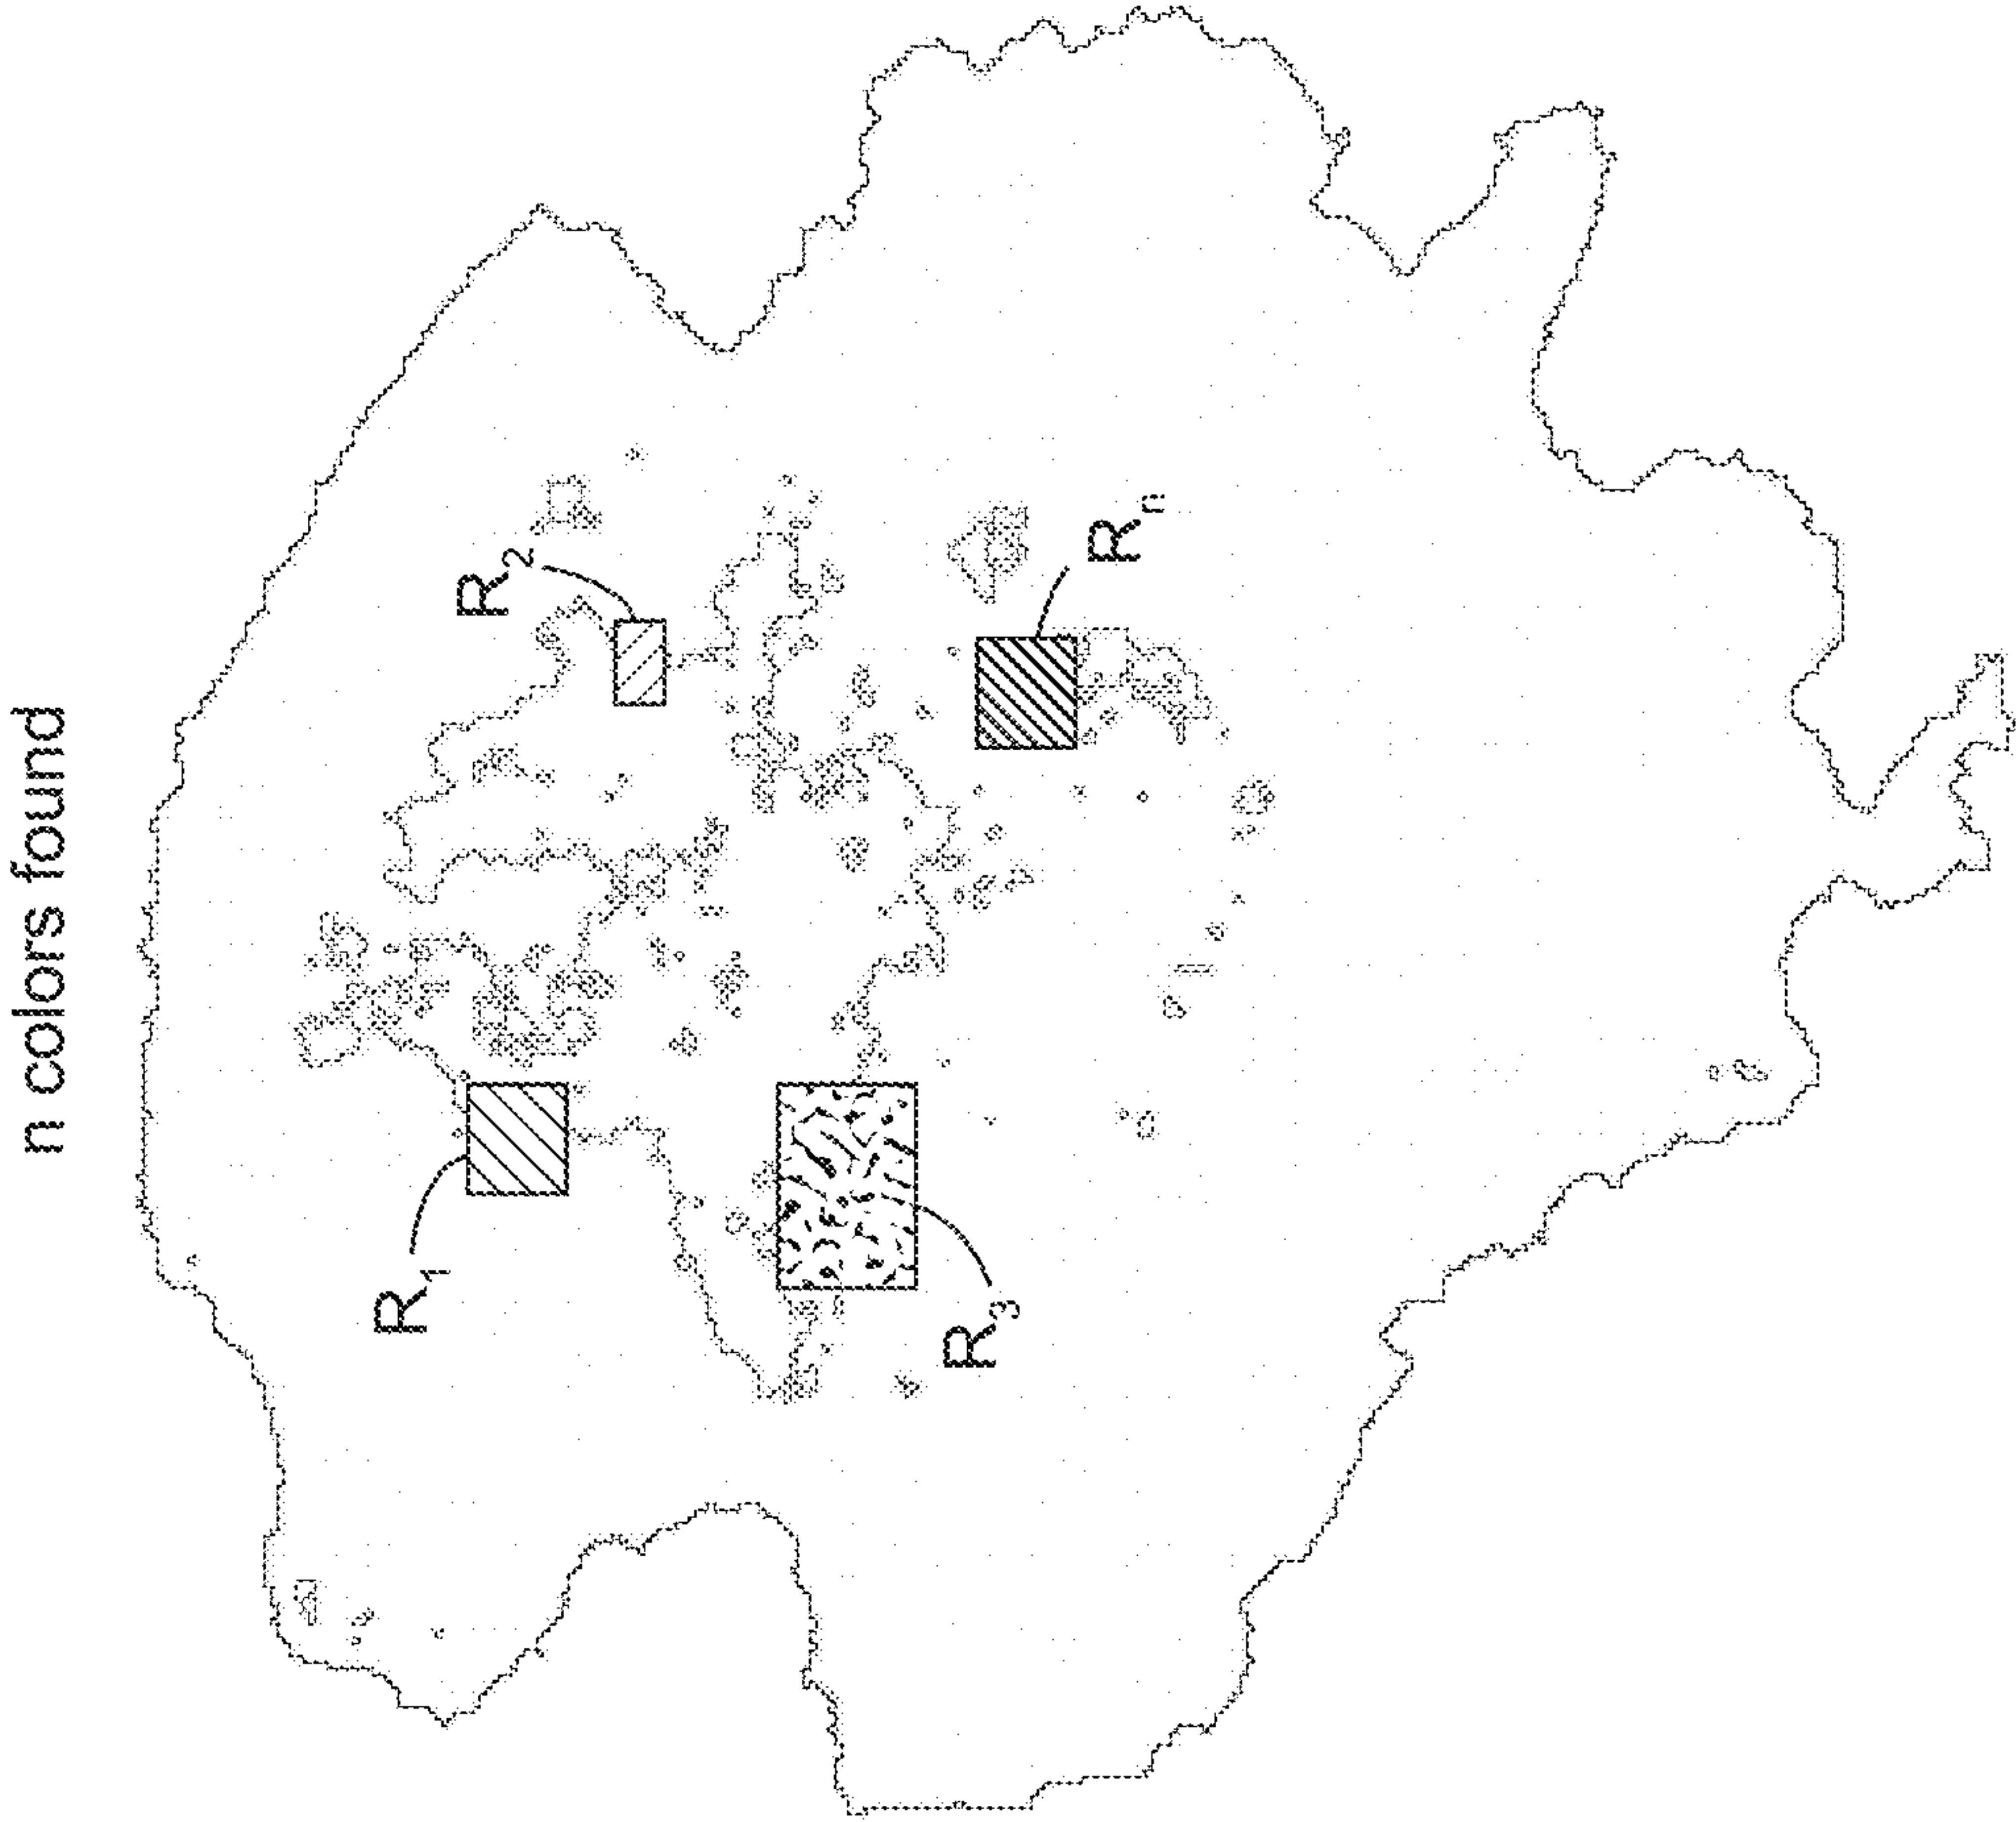 n colors found
R₁
R₂
R₃
Rₙ